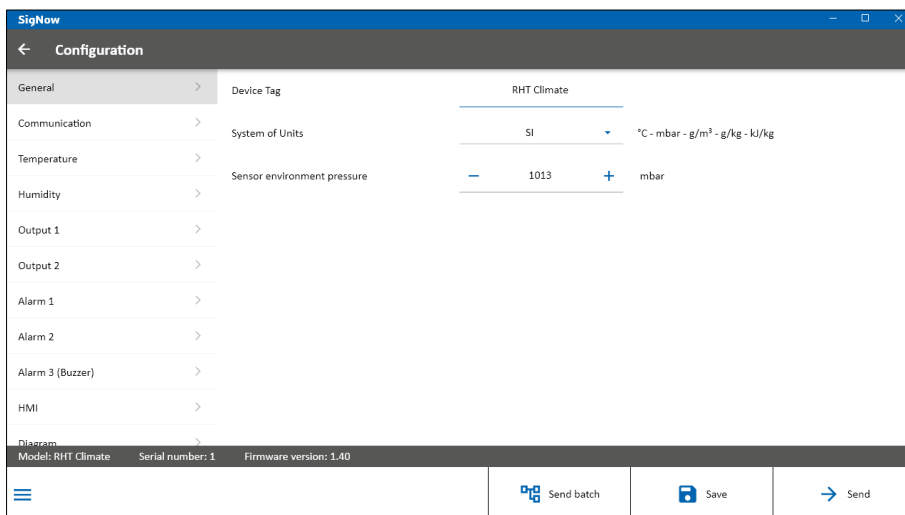 SigNow
Configuration
General
Communication
Temperature
Humidity
Output 1
Output 2
Alarm 1
Alarm 2
Alarm 3 (Buzzer)
HMI
Diagram
Device Tag RHT Climate
System of Units SI °C - mbar - g/m³ - g/kg - kJ/kg
Sensor environment pressure − 1013 + mbar
Model: RHT Climate Serial number: 1 Firmware version: 1.40
Send batch Save Send